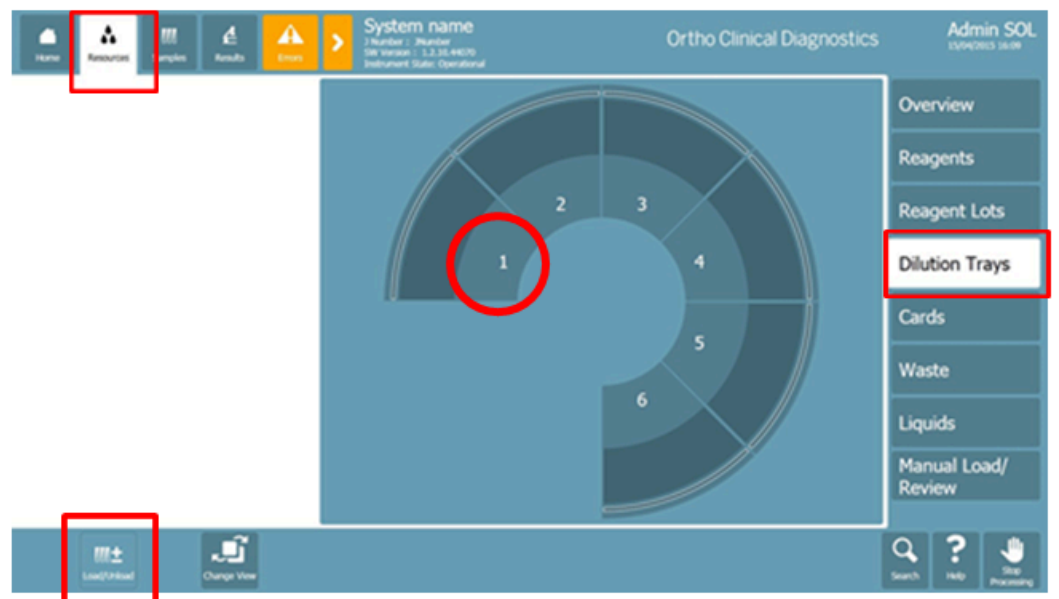 Home
Resources
Samples
Results
Errors
System name
J Number : JNumber
SW Version : 1.2.10.44070
Instrument State: Operational
Ortho Clinical Diagnostics
Admin SOL
15/04/2015 16:09
Overview
Reagents
Reagent Lots
Dilution Trays
Cards
Waste
Liquids
Manual Load/
Review
1
2
3
4
5
6
Load/Unload
Change View
Search
Help
Stop
Processing